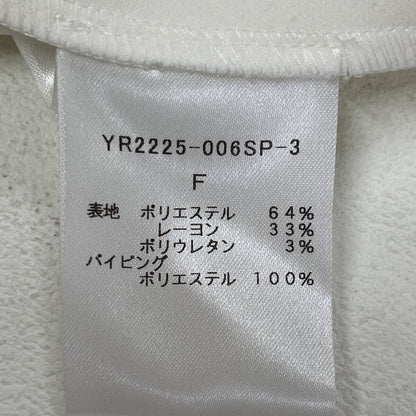 YR2225-006SP-3
F
表地 ポリエステル 64%
レーヨン 33%
ポリウレタン 3%
パイピング
ポリエステル 100%